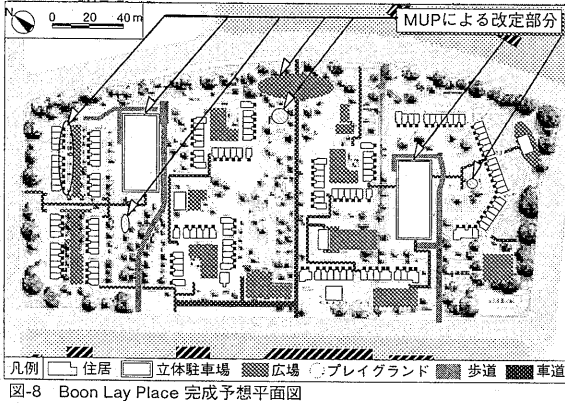 N
0 20 40m
MUPによる改定部分
凡例 住居 立体駐車場 広場 プレイグランド 歩道 車道
図-8 Boon Lay Place 完成予想平面図